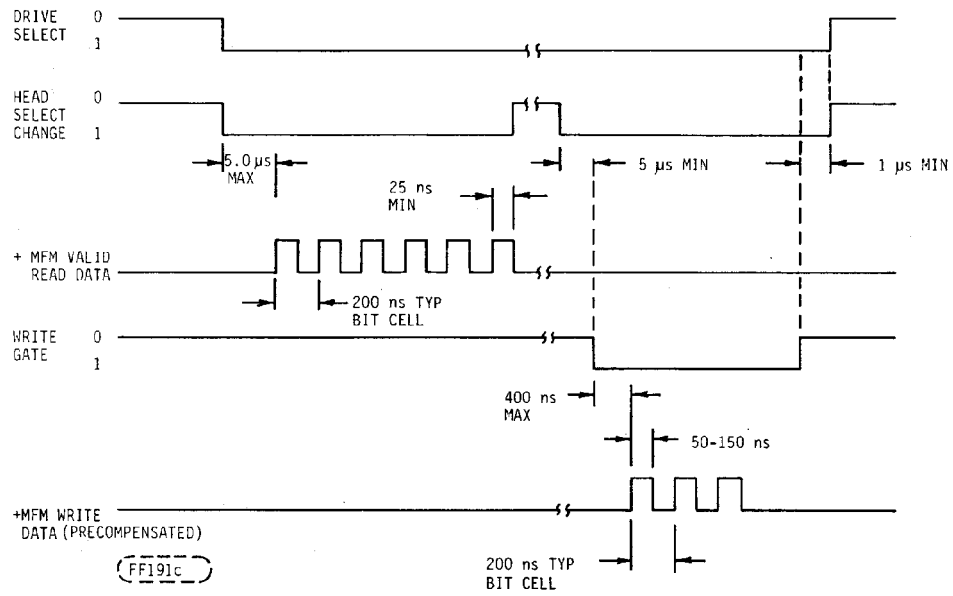 DRIVE 0
SELECT
1
HEAD 0
SELECT
CHANGE 1
5.0 µs
MAX
5 µs MIN
1 µs MIN
25 ns
MIN
+ MFM VALID
READ DATA
200 ns TYP
BIT CELL
WRITE 0
GATE
1
400 ns
MAX
50-150 ns
+MFM WRITE
DATA (PRECOMPENSATED)
200 ns TYP
BIT CELL
FF191c